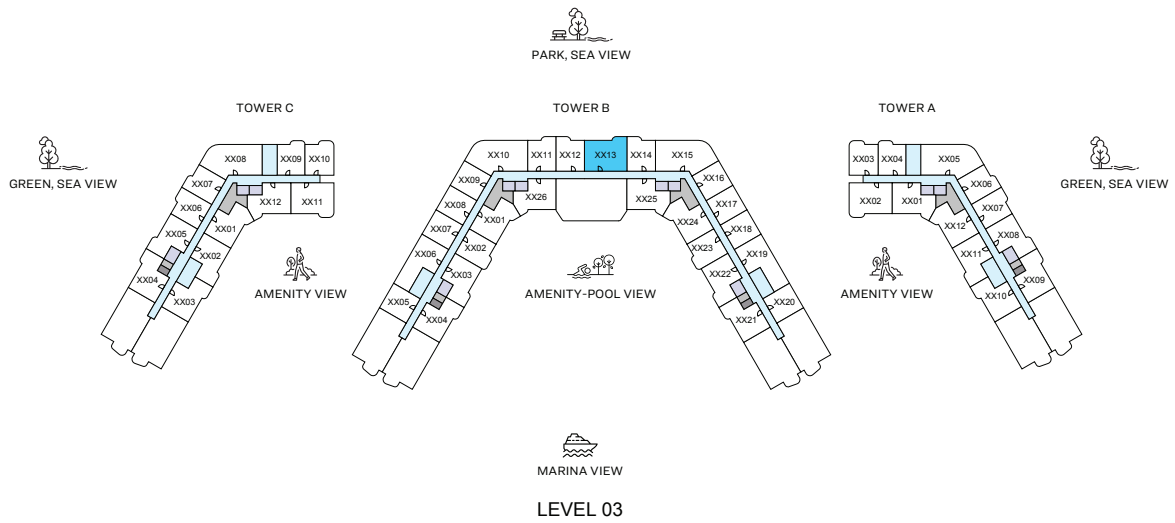 PARK, SEA VIEW
TOWER C
TOWER B
TOWER A
GREEN, SEA VIEW
GREEN, SEA VIEW
XX08
XX09
XX10
XX07
XX06
XX05
XX04
XX12
XX11
XX01
XX02
XX03
AMENITY VIEW
XX10
XX11
XX12
XX13
XX14
XX15
XX09
XX08
XX07
XX06
XX05
XX26
XX01
XX02
XX03
XX04
XX25
XX24
XX23
XX22
XX21
XX16
XX17
XX18
XX19
XX20
AMENITY-POOL VIEW
XX03
XX04
XX05
XX02
XX01
XX06
XX07
XX08
XX09
XX12
XX11
XX10
AMENITY VIEW
MARINA VIEW
LEVEL 03